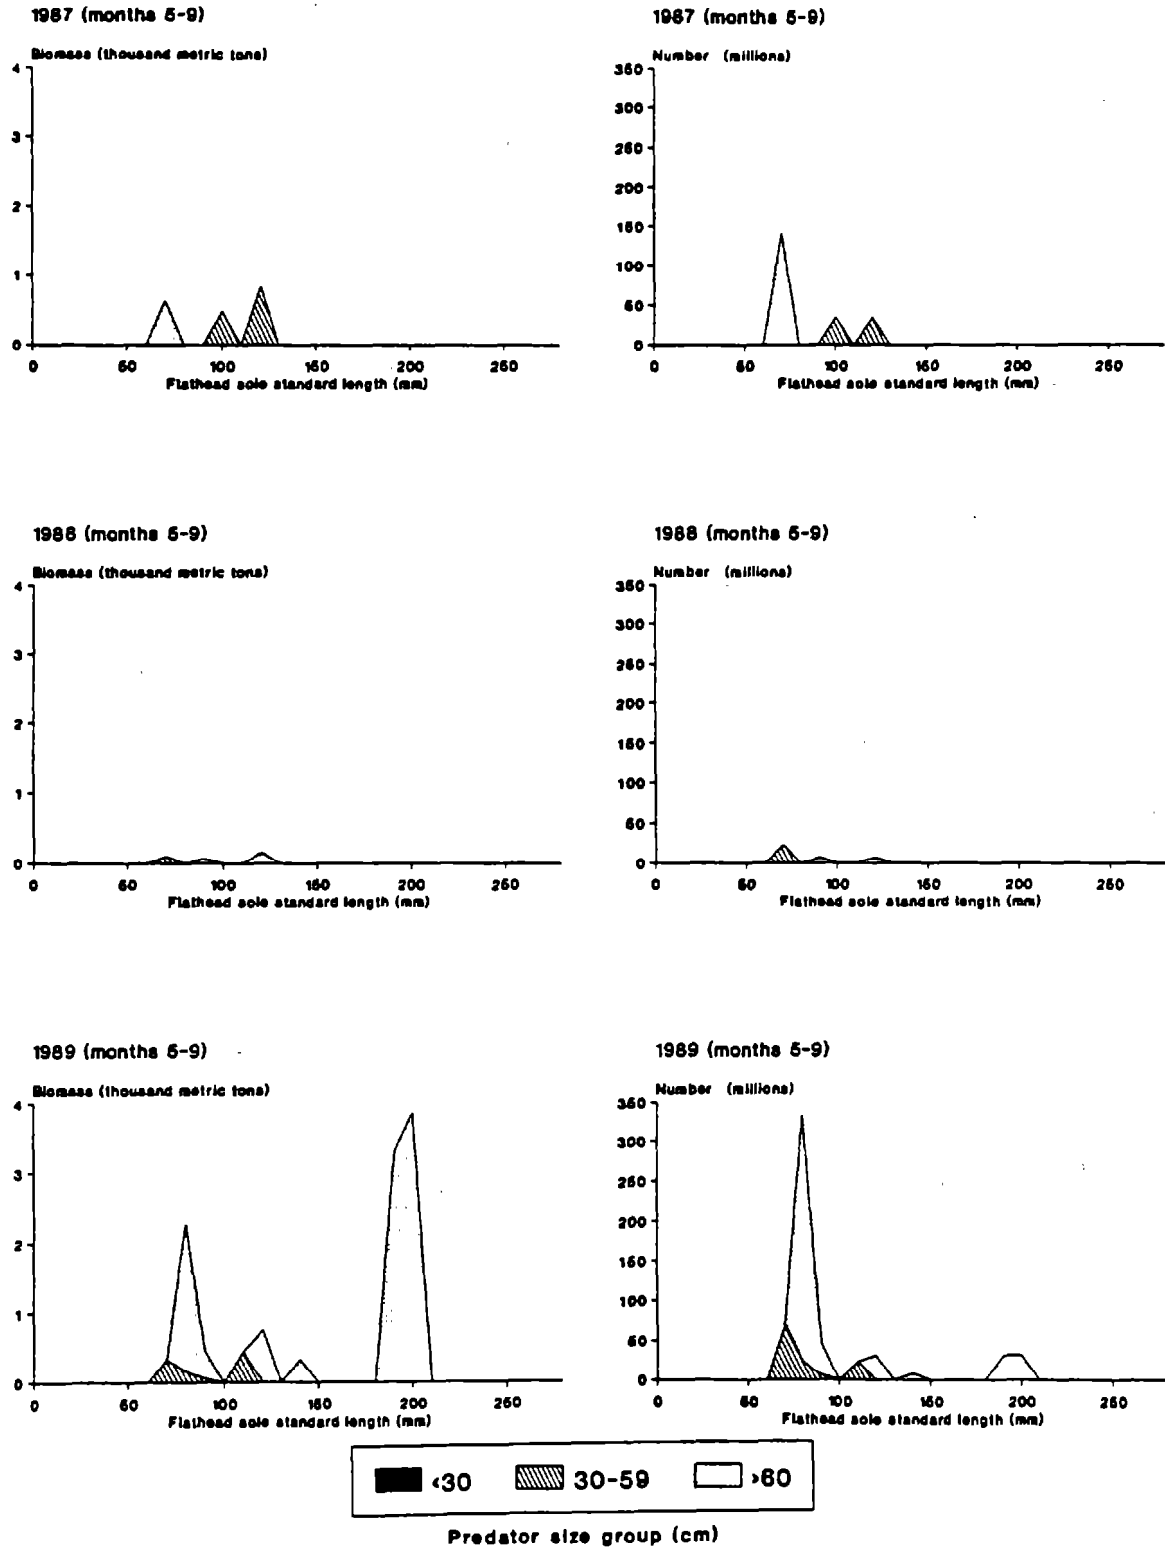 1987 (months 5-9)
Biomass (thousand metric tons)
4
3
2
1
0
0 50 100 150 200 250
Flathead sole standard length (mm)
1987 (months 5-9)
Number (millions)
350
300
250
200
150
100
50
0
0 50 100 150 200 250
Flathead sole standard length (mm)
1988 (months 5-9)
Biomass (thousand metric tons)
4
3
2
1
0
0 50 100 150 200 250
Flathead sole standard length (mm)
1988 (months 5-9)
Number (millions)
350
300
250
200
150
100
50
0
0 50 100 150 200 250
Flathead sole standard length (mm)
1989 (months 5-9)
Biomass (thousand metric tons)
4
3
2
1
0
0 50 100 150 200 250
Flathead sole standard length (mm)
1989 (months 5-9)
Number (millions)
350
300
250
200
150
100
50
0
0 50 100 150 200 250
Flathead sole standard length (mm)
<30 30-59 >60
Predator size group (cm)